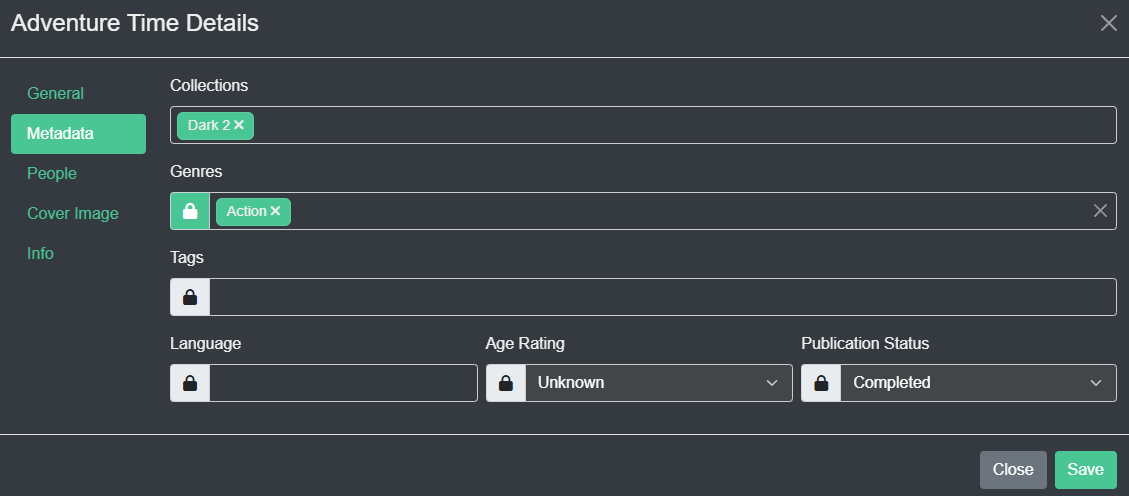 Adventure Time Details
General
Metadata
People
Cover Image
Info
Collections
Dark 2
Genres
Action
Tags
Language
Age Rating
Publication Status
Unknown
Completed
Close
Save